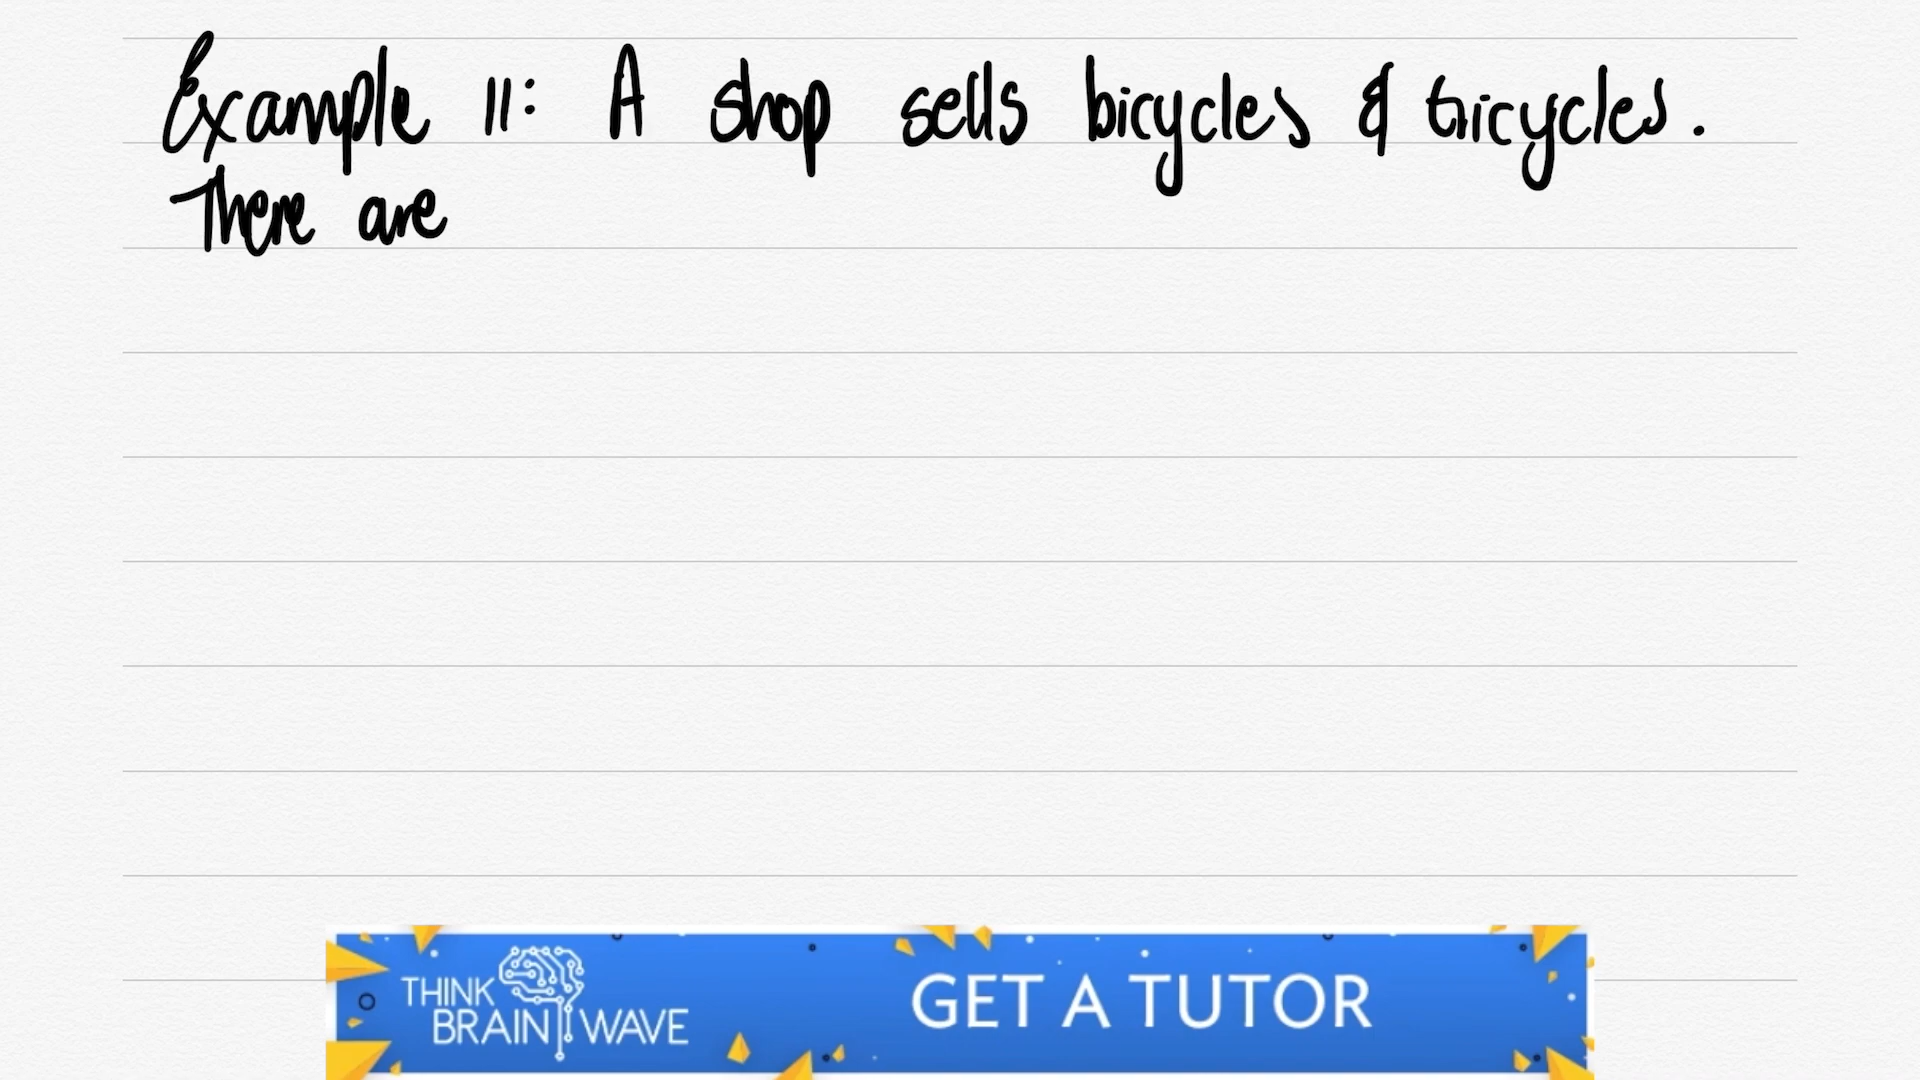 Example 11: A shop sells bicycles & tricycles.
There are
THINK
BRAIN WAVE
GET A TUTOR